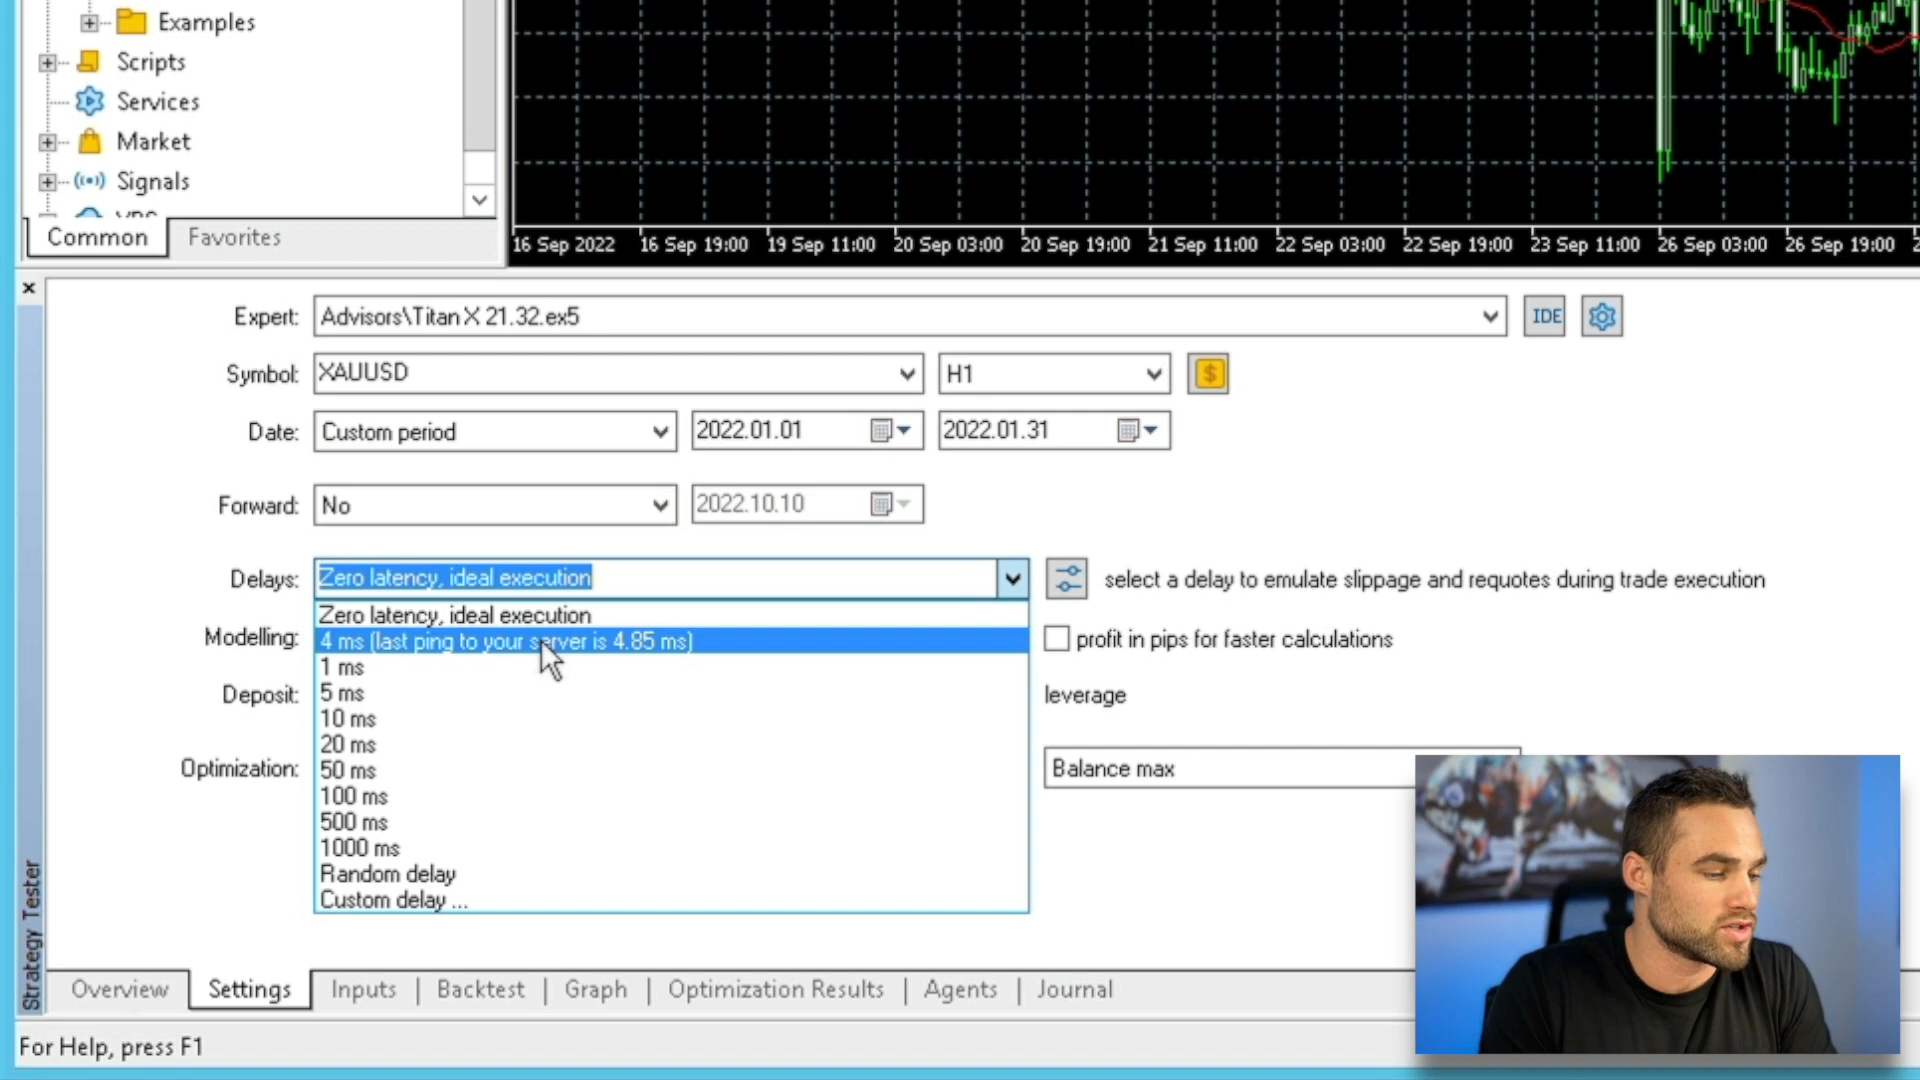 Examples
Scripts
Services
Market
Signals
Common Favorites
16 Sep 2022 16 Sep 19:00 19 Sep 11:00 20 Sep 03:00 20 Sep 19:00 21 Sep 11:00 22 Sep 03:00 22 Sep 19:00 23 Sep 11:00 26 Sep 03:00 26 Sep 19:00
Expert: Advisors\Titan X 21.32.ex5 IDE
Symbol: XAUUSD H1
Date: Custom period 2022.01.01 2022.01.31
Forward: No 2022.10.10
Delays: Zero latency, ideal execution select a delay to emulate slippage and requotes during trade execution
Zero latency, ideal execution
Modelling: 4 ms (last ping to your server is 4.85 ms) profit in pips for faster calculations
1 ms
Deposit: 5 ms leverage
10 ms
20 ms
Optimization: 50 ms Balance max
100 ms
500 ms
1000 ms
Random delay
Custom delay ...
Strategy Tester
Overview Settings Inputs Backtest Graph Optimization Results Agents Journal
For Help, press F1